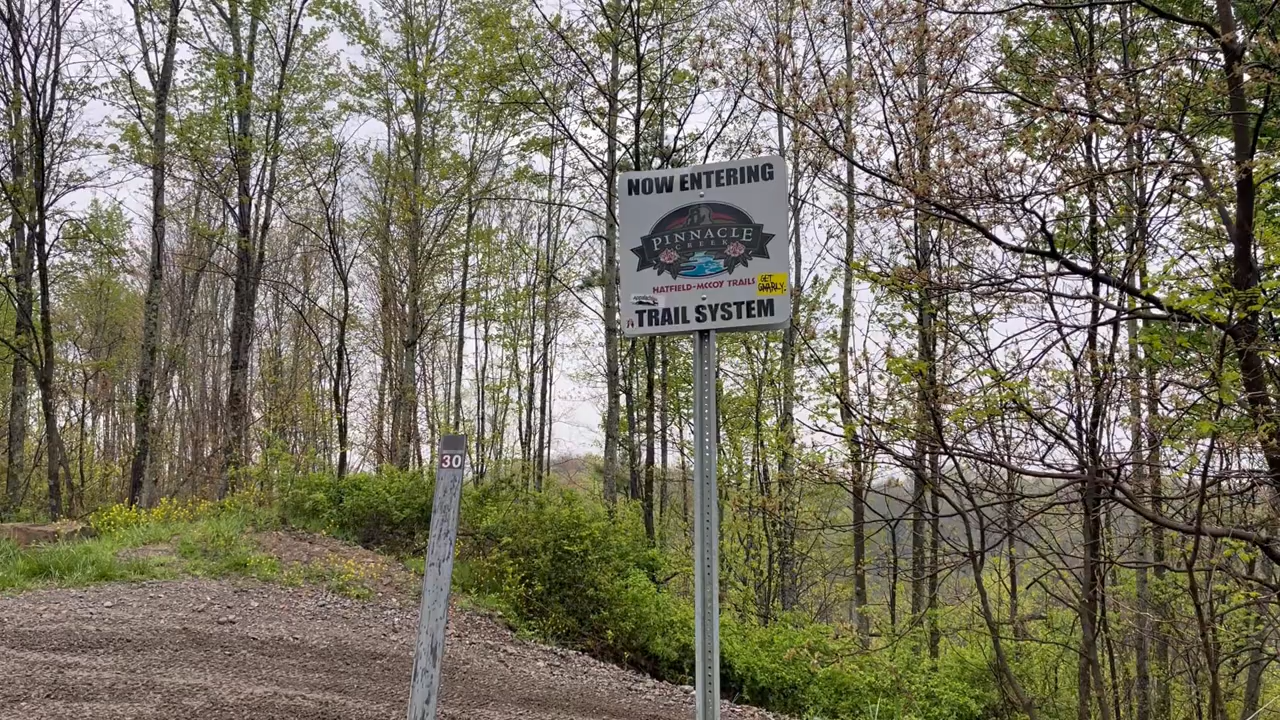 NOW ENTERING
PINNACLE
CREEK
HATFIELD-MCCOY TRAILS
GET
GNARLY.
TRAIL SYSTEM
30